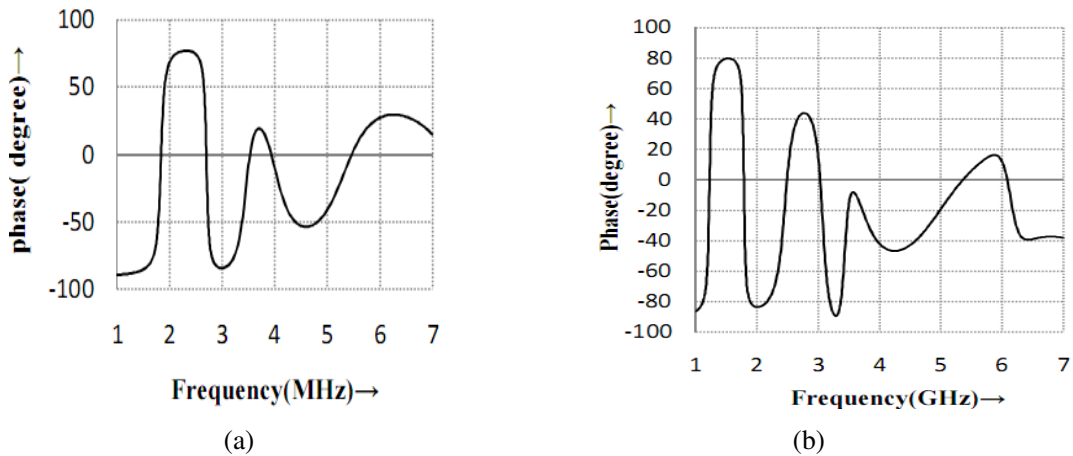 100
50
0
-50
-100
phase( degree)→
1 2 3 4 5 6 7
Frequency(MHz)→
(a)
100
80
60
40
20
0
-20
-40
-60
-80
-100
Phase(degree)→
1 2 3 4 5 6 7
Frequency(GHz)→
(b)